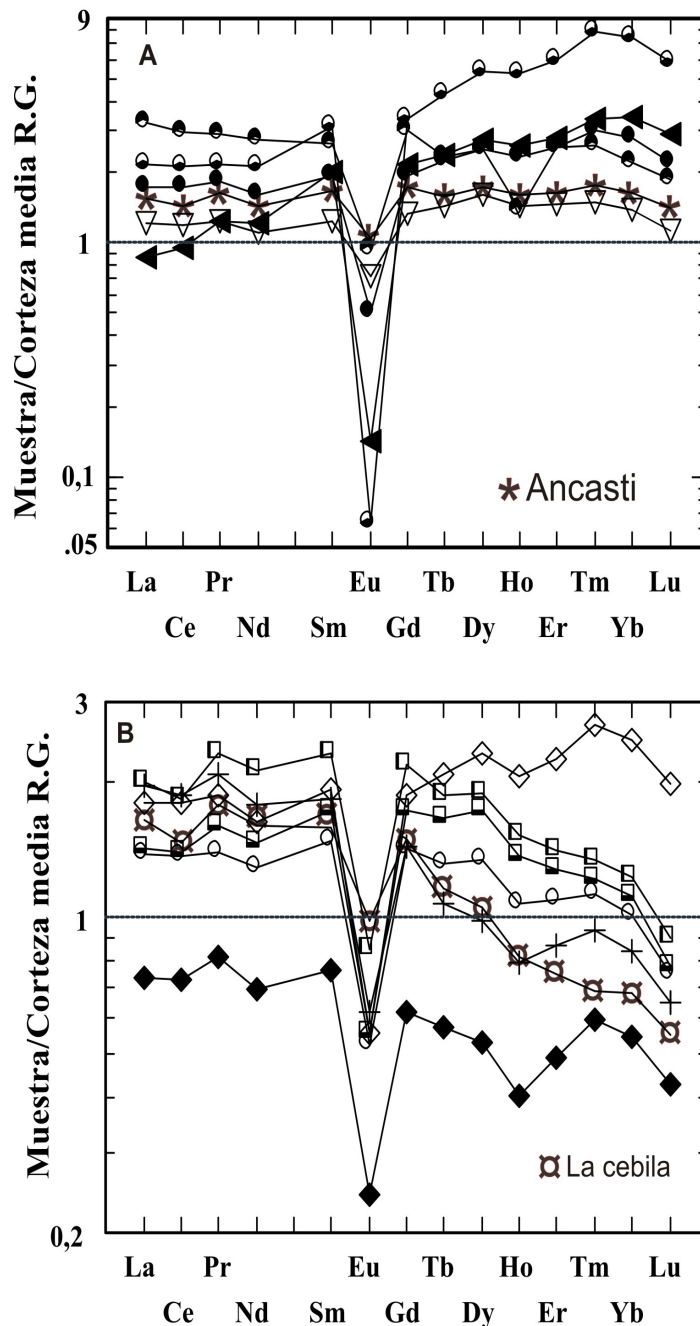 A
Muestra/Corteza media R.G.
9
1
0,1
.05
Ancasti
La Pr Eu Tb Ho Tm Lu
Ce Nd Sm Gd Dy Er Yb
B
Muestra/Corteza media R.G.
3
1
0,2
La cebila
La Pr Eu Tb Ho Tm Lu
Ce Nd Sm Gd Dy Er Yb